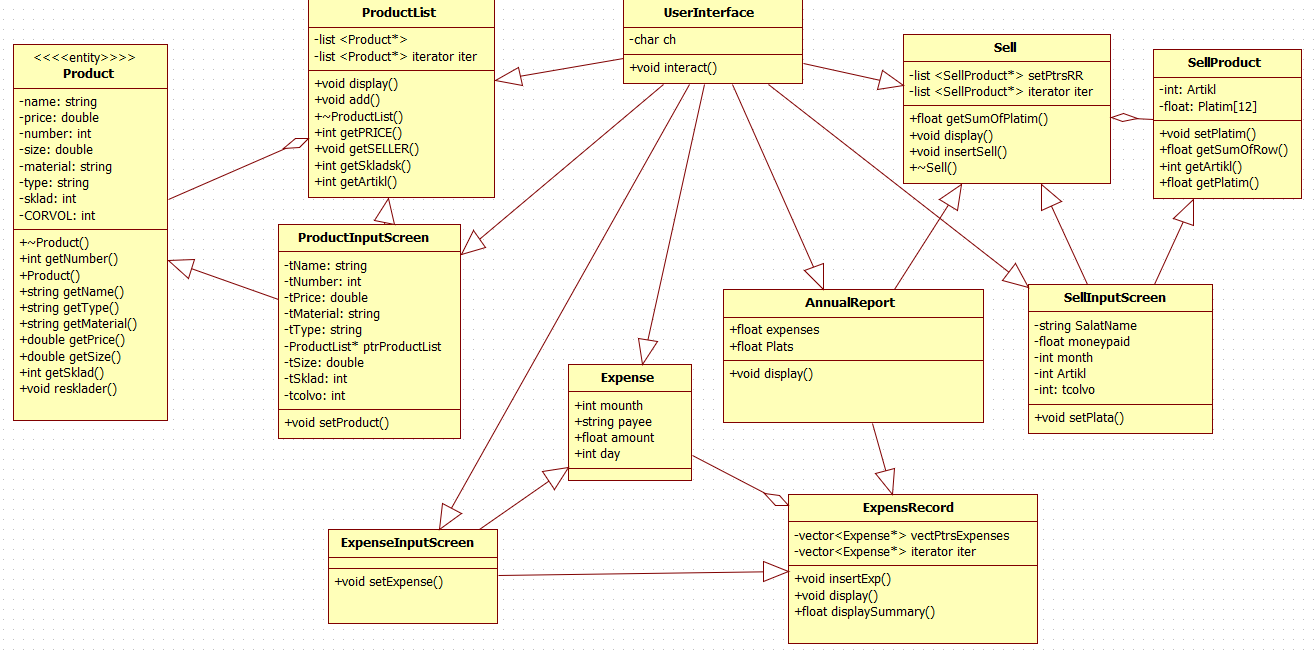 <<<<entity>>>>
Product
-name: string
-price: double
-number: int
-size: double
-material: string
-type: string
-sklad: int
-CORVOL: int
+~Product()
+int getNumber()
+Product()
+string getName()
+string getType()
+string getMaterial()
+double getPrice()
+double getSize()
+int getSklad()
+void resklader()
ProductList
-list <Product*>
-list <Product*> iterator iter
+void display()
+void add()
+~ProductList()
+int getPRICE()
+void getSELLER()
+int getSkladsk()
+int getArtikl()
UserInterface
-char ch
+void interact()
Sell
-list <SellProduct*> setPtrsRR
-list <SellProduct*> iterator iter
+float getSumOfPlatim()
+void display()
+void insertSell()
+~Sell()
SellProduct
-int: Artikl
-float: Platim[12]
+void setPlatim()
+float getSumOfRow()
+int getArtikl()
+float getPlatim()
ProductInputScreen
-tName: string
-tNumber: int
-tPrice: double
-tMaterial: string
-tType: string
-ProductList* ptrProductList
-tSize: double
-tSklad: int
-tcolvo: int
+void setProduct()
Expense
+int mounth
+string payee
+float amount
+int day
AnnualReport
+float expenses
+float Plats
+void display()
SellInputScreen
-string SalatName
-float moneypaid
-int month
-int Artikl
-int: tcolvo
+void setPlata()
ExpenseInputScreen
+void setExpense()
ExpensRecord
-vector<Expense*> vectPtrsExpenses
-vector<Expense*> iterator iter
+void insertExp()
+void display()
+float displaySummary()